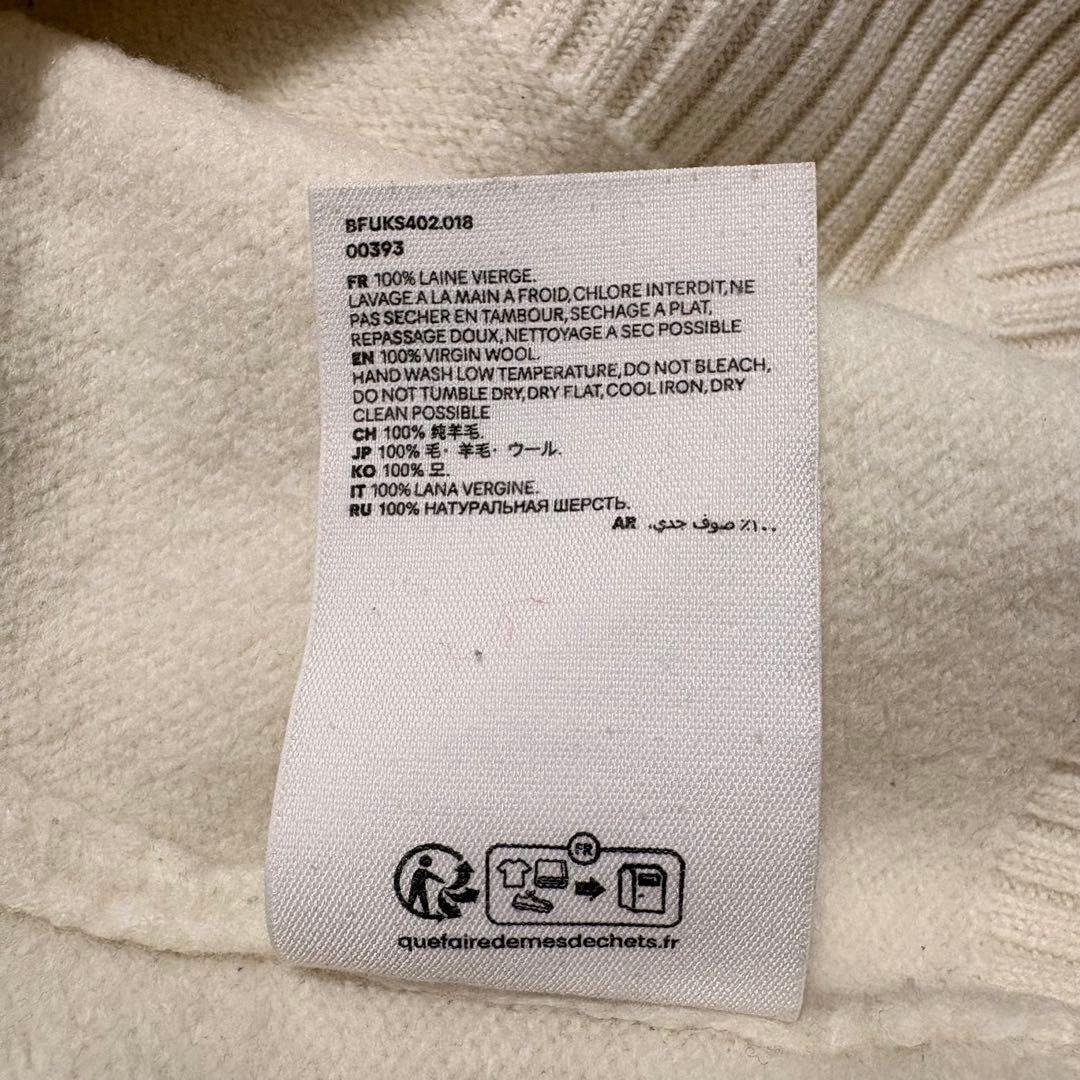 BFUKS402.018
00393
FR 100% LAINE VIERGE.
LAVAGE A LA MAIN A FROID,CHLORE INTERDIT,NE
PAS SECHER EN TAMBOUR,SECHAGE A PLAT,
REPASSAGE DOUX,NETTOYAGE A SEC POSSIBLE
EN 100% VIRGIN WOOL.
HAND WASH LOW TEMPERATURE,DO NOT BLEACH,
DO NOT TUMBLE DRY,DRY FLAT,COOL IRON,DRY
CLEAN POSSIBLE
CH 100% 纯羊毛.
JP 100% 毛・羊毛・ウール.
KO 100% 모.
IT 100% LANA VERGINE.
RU 100% НАТУРАЛЬНАЯ ШЕРСТЬ.
AR ١٠٠٪ صوف جدي.
FR
quefairedemesdechets.fr